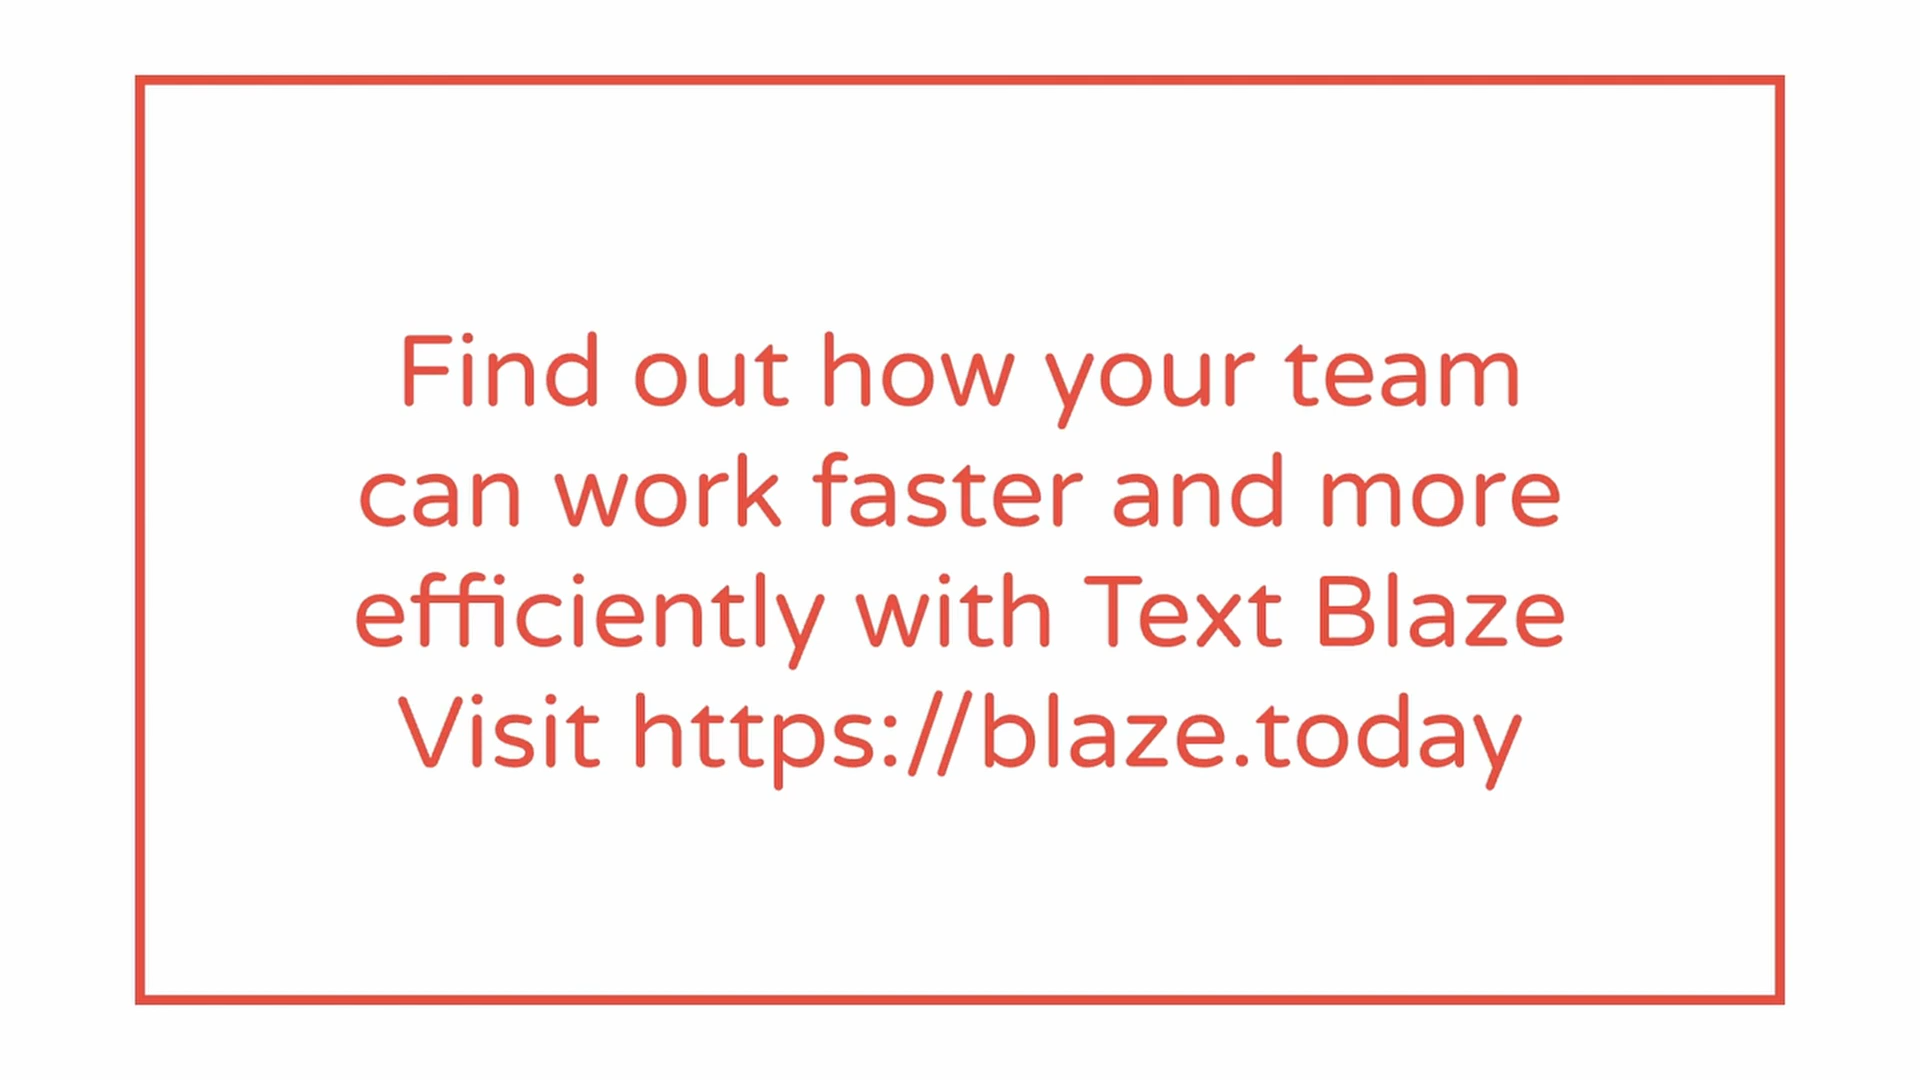 Find out how your team
can work faster and more
efficiently with Text Blaze
Visit https://blaze.today